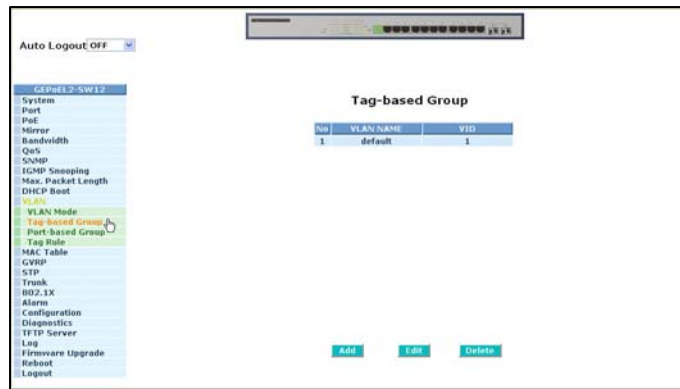 Auto Logout OFF
GEPoEL2-SW12
System
Port
PoE
Mirror
Bandwidth
QoS
SNMP
IGMP Snooping
Max. Packet Length
DHCP Boot
VLAN
VLAN Mode
Tag-based Group
Port-based Group
Tag Rule
MAC Table
GVRP
STP
Trunk
802.1X
Alarm
Configuration
Diagnostics
TFTP Server
Log
Firmware Upgrade
Reboot
Logout
Tag-based Group
No VLAN NAME VID
1 default 1
Add Edit Delete